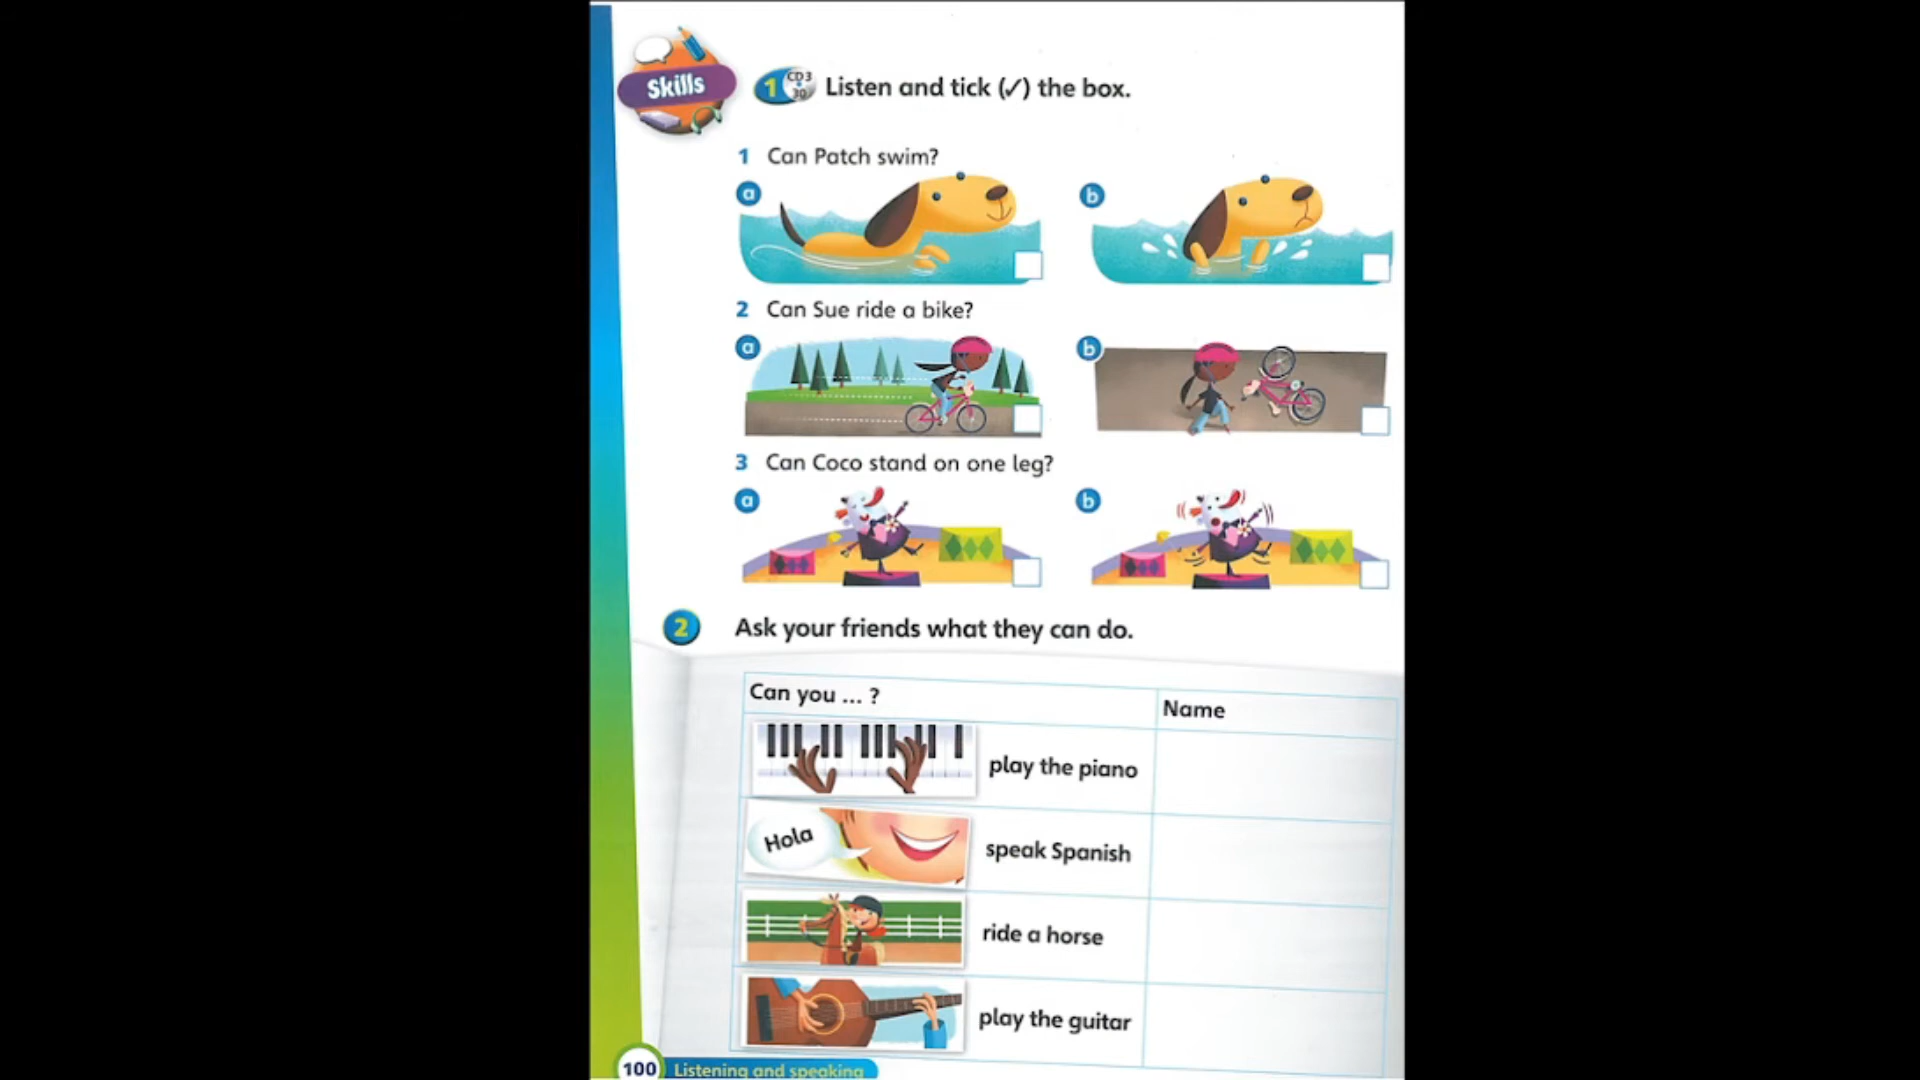 Skills
1 CD 3 30 Listen and tick (✓) the box.
1 Can Patch swim?
a
b
2 Can Sue ride a bike?
a
b
3 Can Coco stand on one leg?
a
b
2 Ask your friends what they can do.
Can you ... ?
Name
play the piano
Hola
speak Spanish
ride a horse
play the guitar
100 Listening and speaking